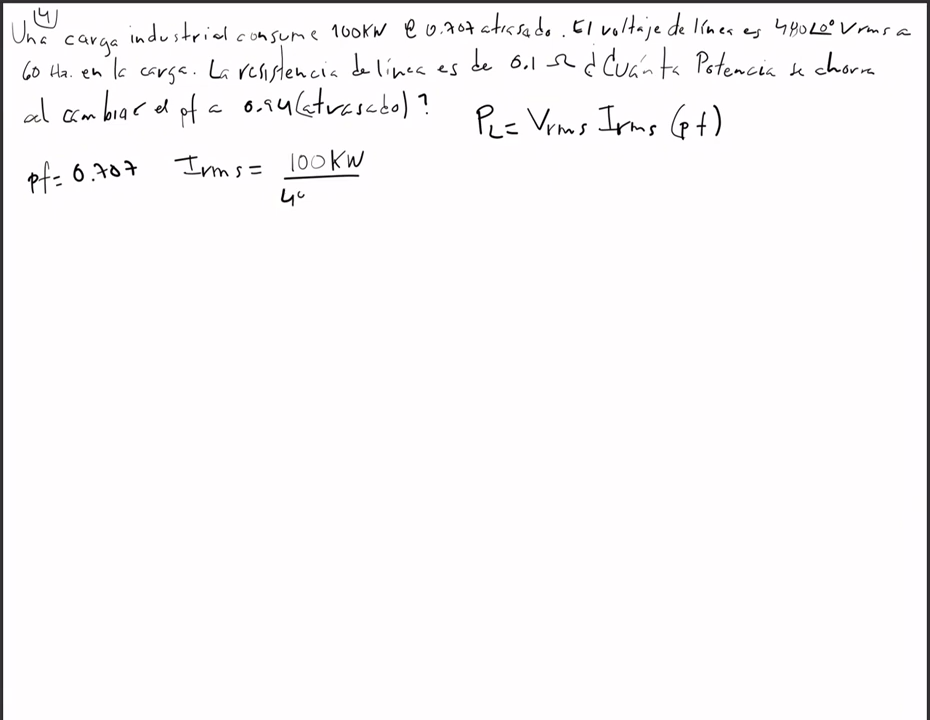 (4)
Una carga industrial consume 100KW @ 0.707 atrasado. El voltaje de línea es 480∠0° Vrms a
60 Hz. en la carga. La resistencia de línea es de 0.1 Ω ¿Cuánta Potencia se ahorra
al cambiar el pf a 0.94(atrasado)?
PL = Vrms Irms (pf)
pf = 0.707 Irms = 100KW
48